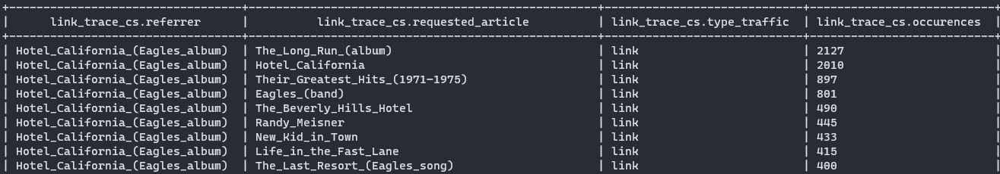 +----------------------------------+-------------------------------------------------+----------------------------+--------------------------+
| link_trace_cs.referrer | link_trace_cs.requested_article | link_trace_cs.type_traffic | link_trace_cs.occurences |
+----------------------------------+-------------------------------------------------+----------------------------+--------------------------+
| Hotel_California_(Eagles_album) | The_Long_Run_(album) | link | 2127 |
| Hotel_California_(Eagles_album) | Hotel_California | link | 2010 |
| Hotel_California_(Eagles_album) | Their_Greatest_Hits_(1971–1975) | link | 897 |
| Hotel_California_(Eagles_album) | Eagles_(band) | link | 801 |
| Hotel_California_(Eagles_album) | The_Beverly_Hills_Hotel | link | 490 |
| Hotel_California_(Eagles_album) | Randy_Meisner | link | 445 |
| Hotel_California_(Eagles_album) | New_Kid_in_Town | link | 433 |
| Hotel_California_(Eagles_album) | Life_in_the_Fast_Lane | link | 415 |
| Hotel_California_(Eagles_album) | The_Last_Resort_(Eagles_song) | link | 400 |